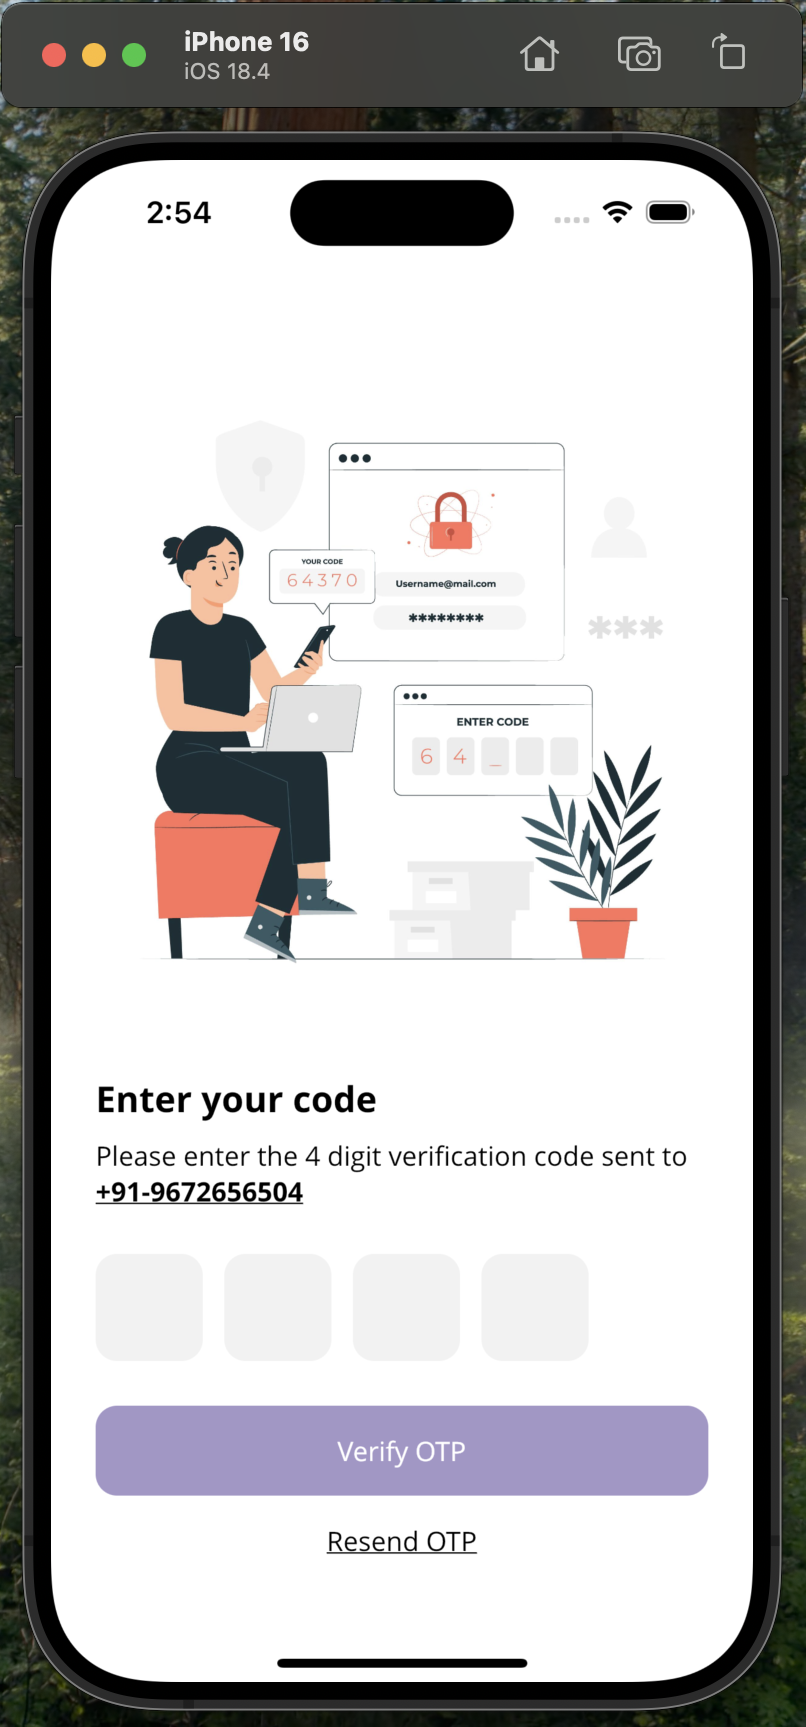 iPhone 16
iOS 18.4
2:54
YOUR CODE
64370
Username@mail.com
********
***
ENTER CODE
6 4 _
Enter your code
Please enter the 4 digit verification code sent to
+91-9672656504
Verify OTP
Resend OTP